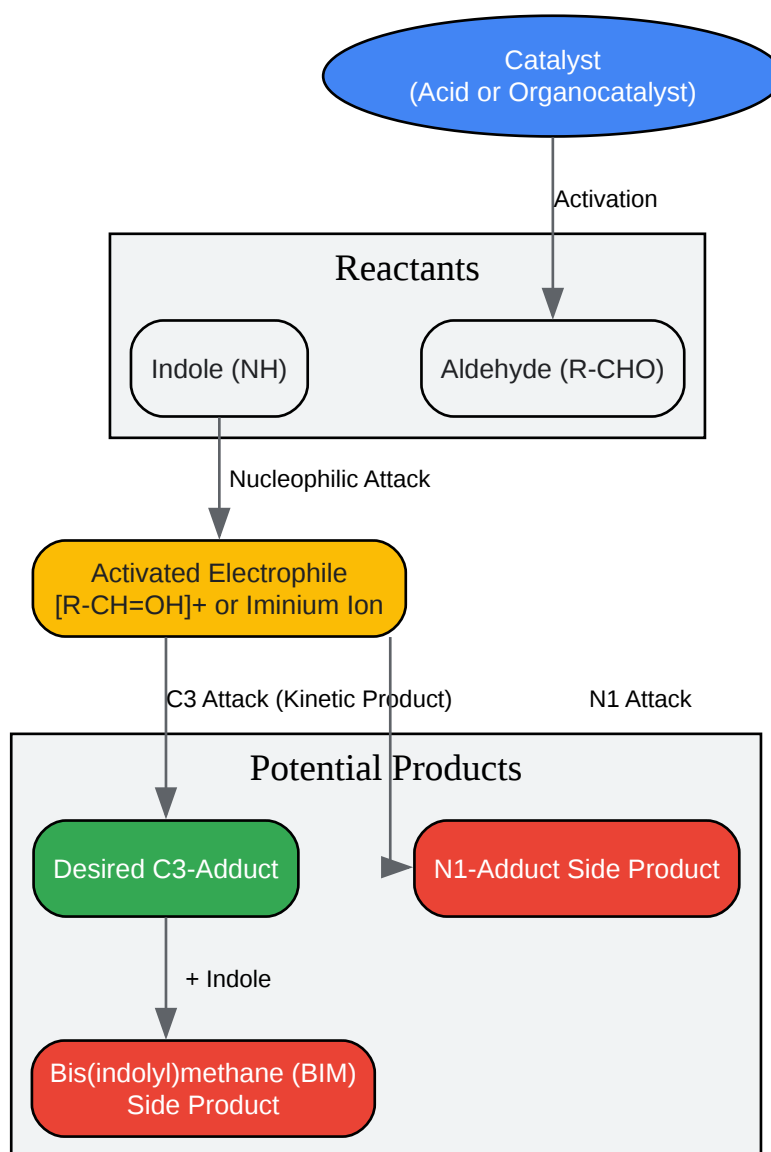 Catalyst
(Acid or Organocatalyst)
Activation
Reactants
Indole (NH)
Aldehyde (R-CHO)
Nucleophilic Attack
Activated Electrophile
[R-CH=OH]+ or Iminium Ion
C3 Attack (Kinetic Product)
N1 Attack
Potential Products
Desired C3-Adduct
N1-Adduct Side Product
+ Indole
Bis(indolyl)methane (BIM)
Side Product